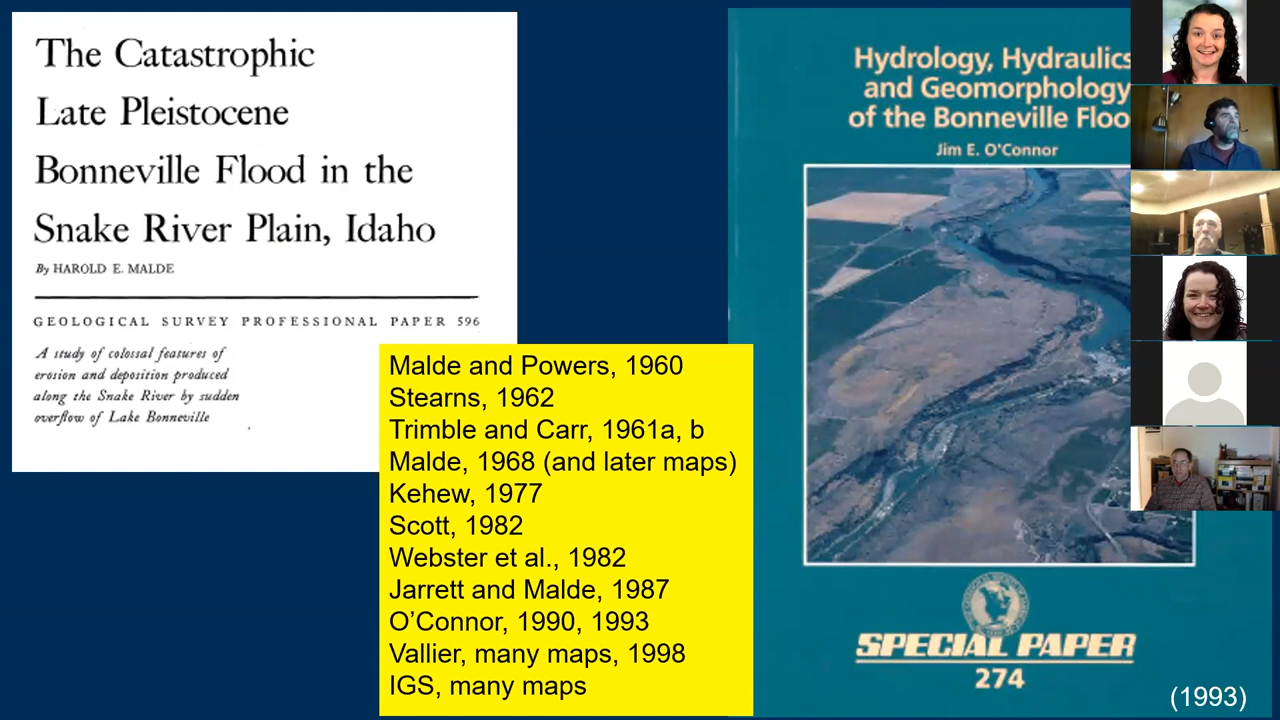 The Catastrophic
Late Pleistocene
Bonneville Flood in the
Snake River Plain, Idaho
By HAROLD E. MALDE
GEOLOGICAL SURVEY PROFESSIONAL PAPER 596
A study of colossal features of
erosion and deposition produced
along the Snake River by sudden
overflow of Lake Bonneville
Malde and Powers, 1960
Stearns, 1962
Trimble and Carr, 1961a, b
Malde, 1968 (and later maps)
Kehew, 1977
Scott, 1982
Webster et al., 1982
Jarrett and Malde, 1987
O’Connor, 1990, 1993
Vallier, many maps, 1998
IGS, many maps
Hydrology, Hydraulics
and Geomorphology
of the Bonneville Floo
Jim E. O'Connor
SPECIAL PAPER
274
(1993)